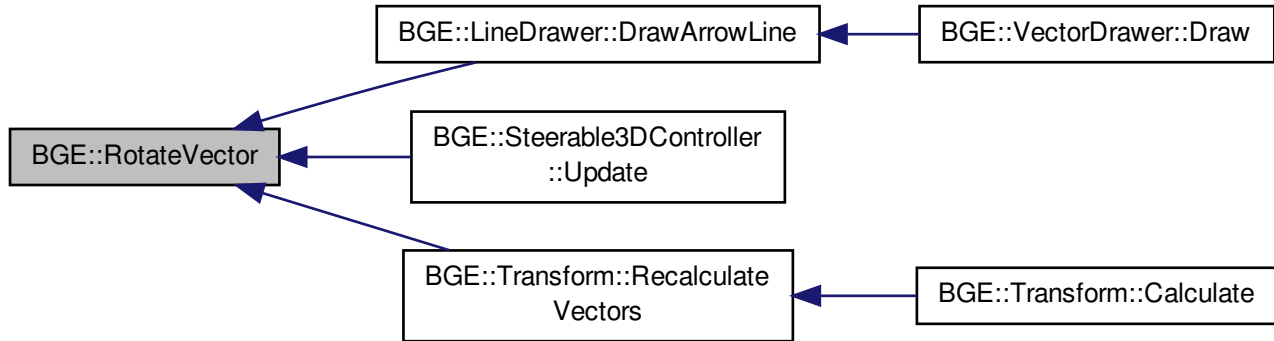 BGE::LineDrawer::DrawArrowLine
BGE::VectorDrawer::Draw
BGE::RotateVector
BGE::Steerable3DController
::Update
BGE::Transform::Recalculate
Vectors
BGE::Transform::Calculate